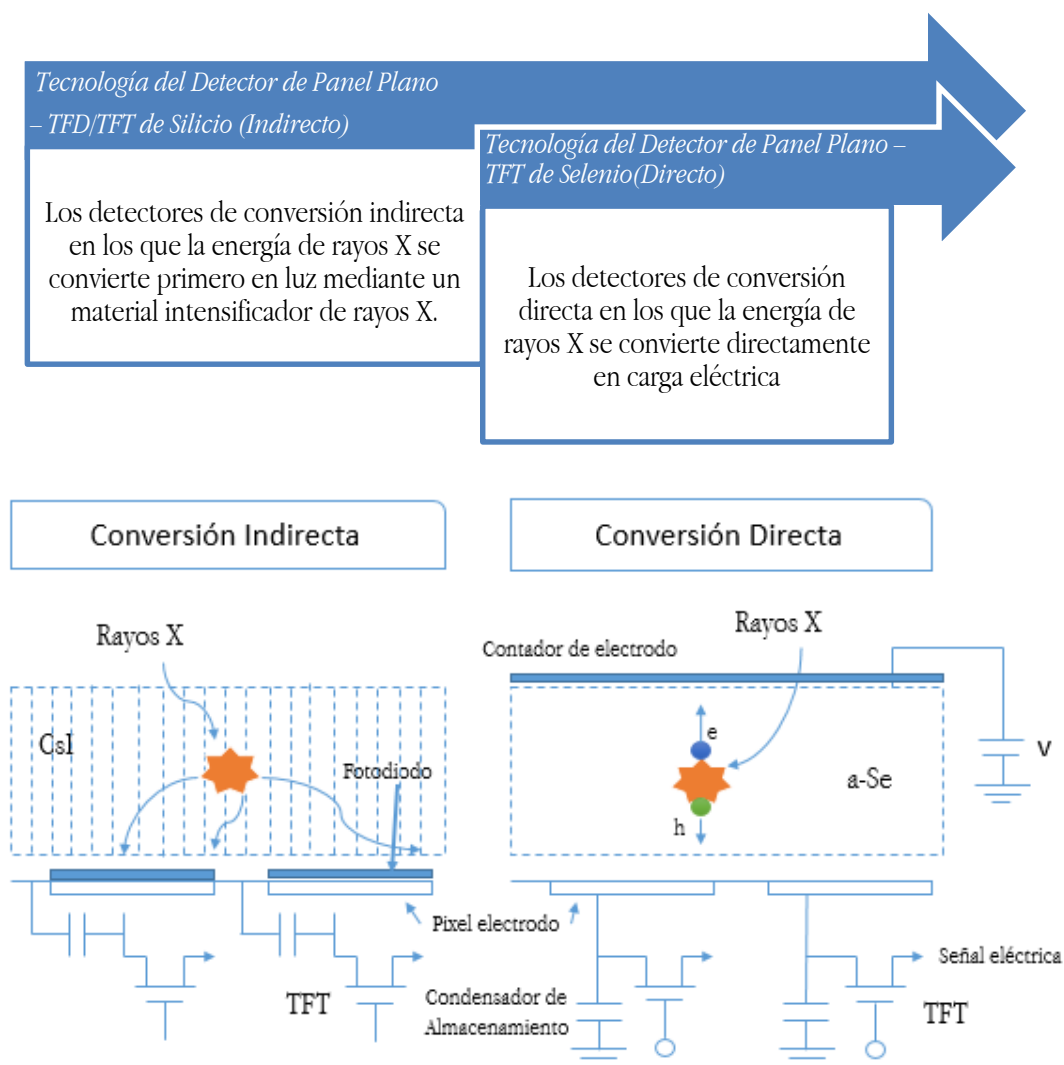 Tecnología del Detector de Panel Plano
– TFD/TFT de Silicio (Indirecto)
Los detectores de conversión indirecta
en los que la energía de rayos X se
convierte primero en luz mediante un
material intensificador de rayos X.
Tecnología del Detector de Panel Plano –
TFT de Selenio(Directo)
Los detectores de conversión
directa en los que la energía de
rayos X se convierte directamente
en carga eléctrica
Conversión Indirecta
Rayos X
CsI
Fotodiodo
TFT
Pixel electrodo
Conversión Directa
Contador de electrodo
Rayos X
e
h
a-Se
V
Condensador de
Almacenamiento
Señal eléctrica
TFT